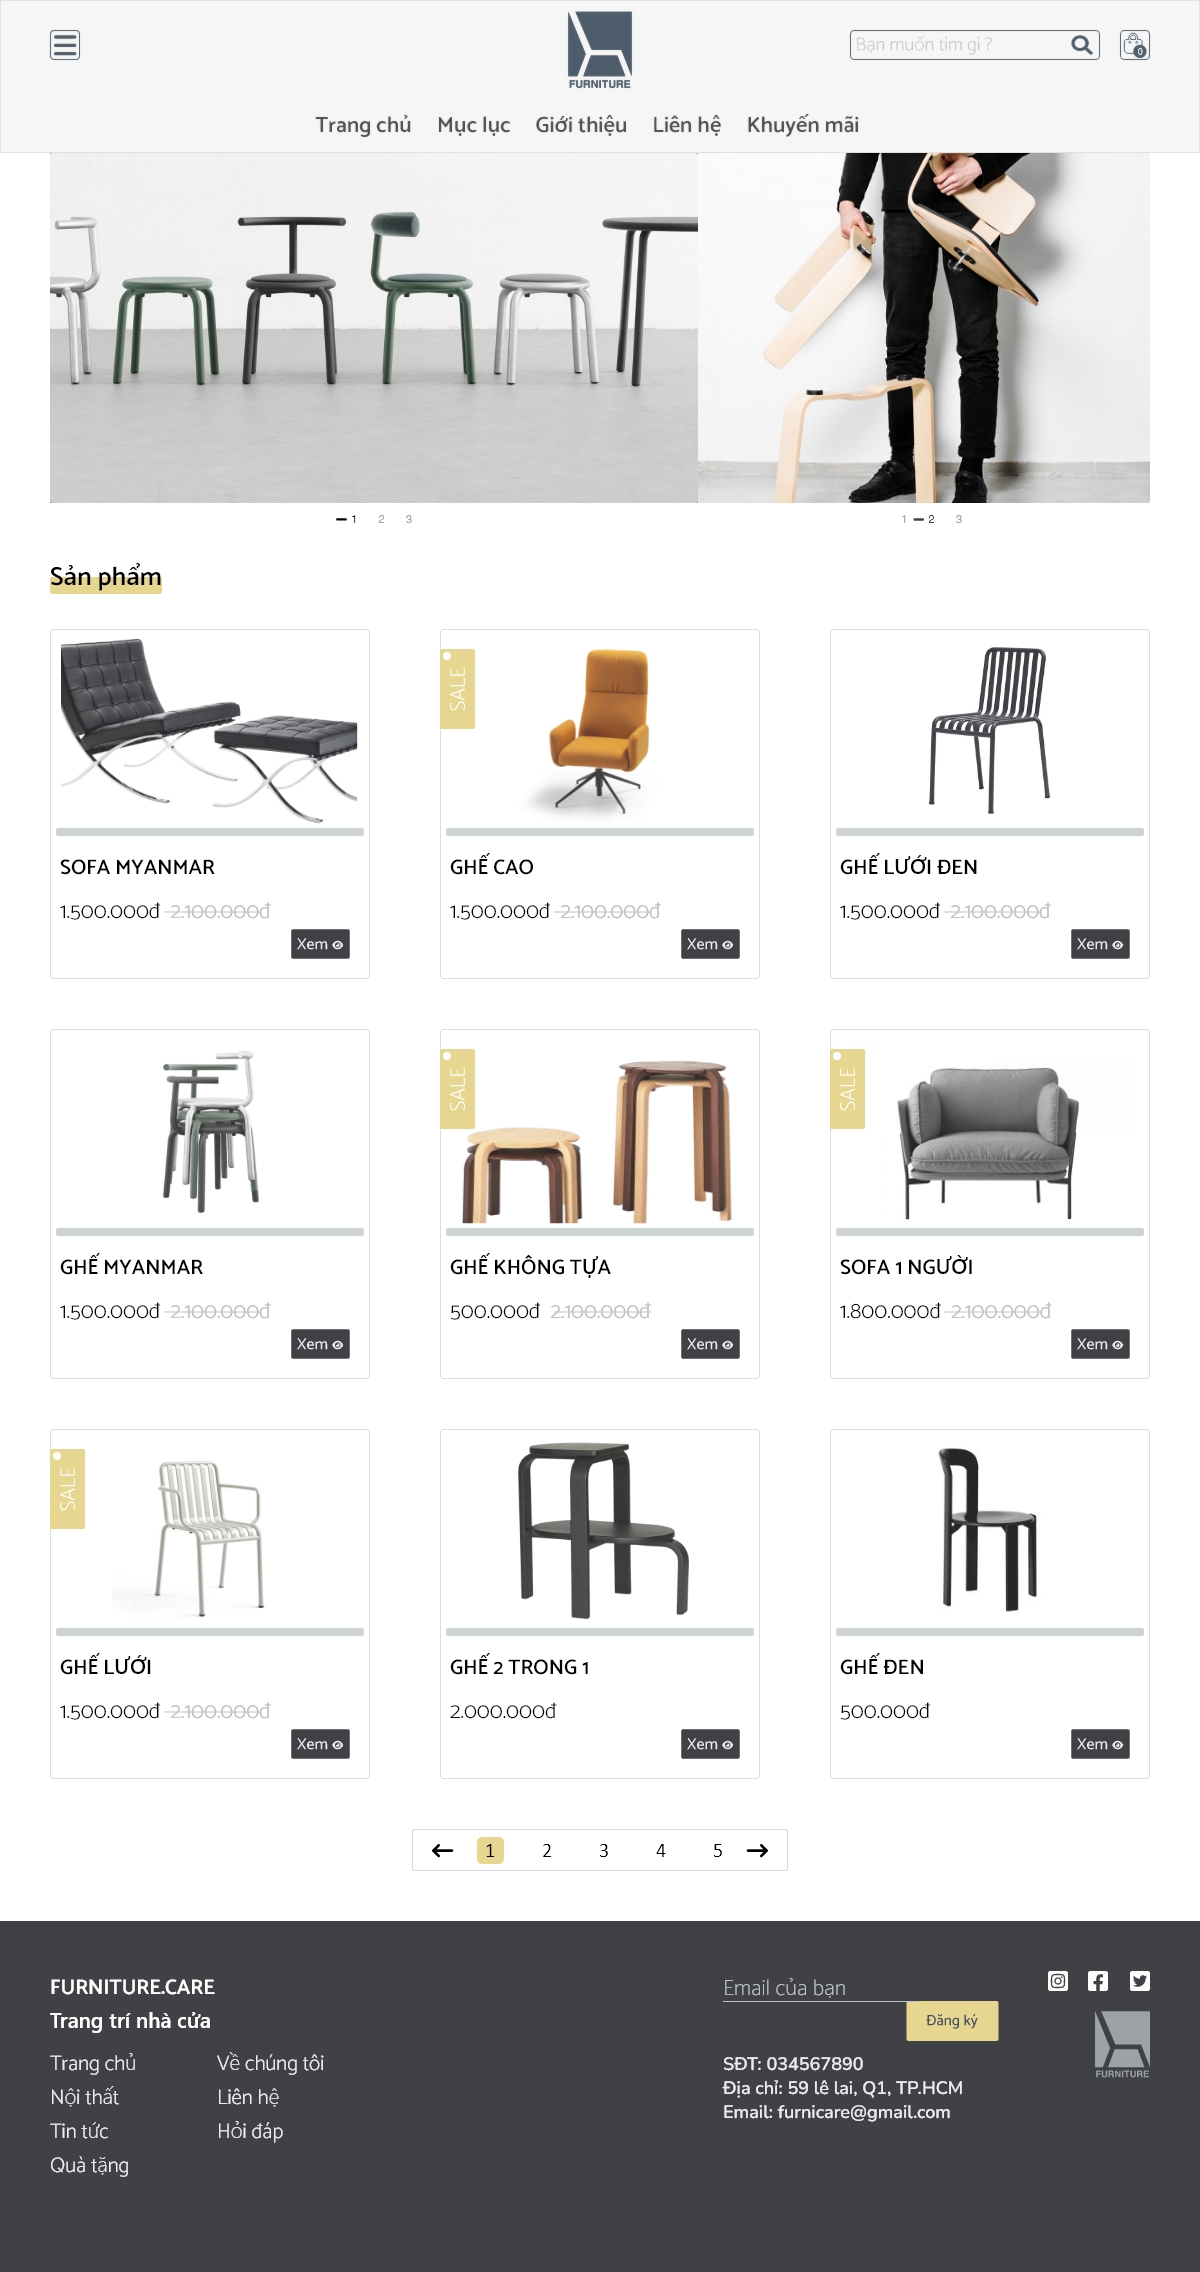 Bạn muốn tìm gì ?
0
FURNITURE
Trang chủ Mục lục Giới thiệu Liên hệ Khuyến mãi
1 2 3
1 2 3
Sản phẩm
SALE
SOFA MYANMAR
1.500.000đ 2.100.000đ
Xem
GHẾ CAO
1.500.000đ 2.100.000đ
Xem
GHẾ LƯỚI ĐEN
1.500.000đ 2.100.000đ
Xem
SALE
SALE
GHẾ MYANMAR
1.500.000đ 2.100.000đ
Xem
GHẾ KHÔNG TỰA
500.000đ 2.100.000đ
Xem
SOFA 1 NGƯỜI
1.800.000đ 2.100.000đ
Xem
SALE
GHẾ LƯỚI
1.500.000đ 2.100.000đ
Xem
GHẾ 2 TRONG 1
2.000.000đ
Xem
GHẾ ĐEN
500.000đ
Xem
1 2 3 4 5
FURNITURE.CARE
Trang trí nhà cửa
Trang chủ
Nội thất
Tin tức
Quà tặng
Về chúng tôi
Liên hệ
Hỏi đáp
Email của bạn
Đăng ký
SĐT: 034567890
Địa chỉ: 59 lê lai, Q1, TP.HCM
Email: furnicare@gmail.com
FURNITURE